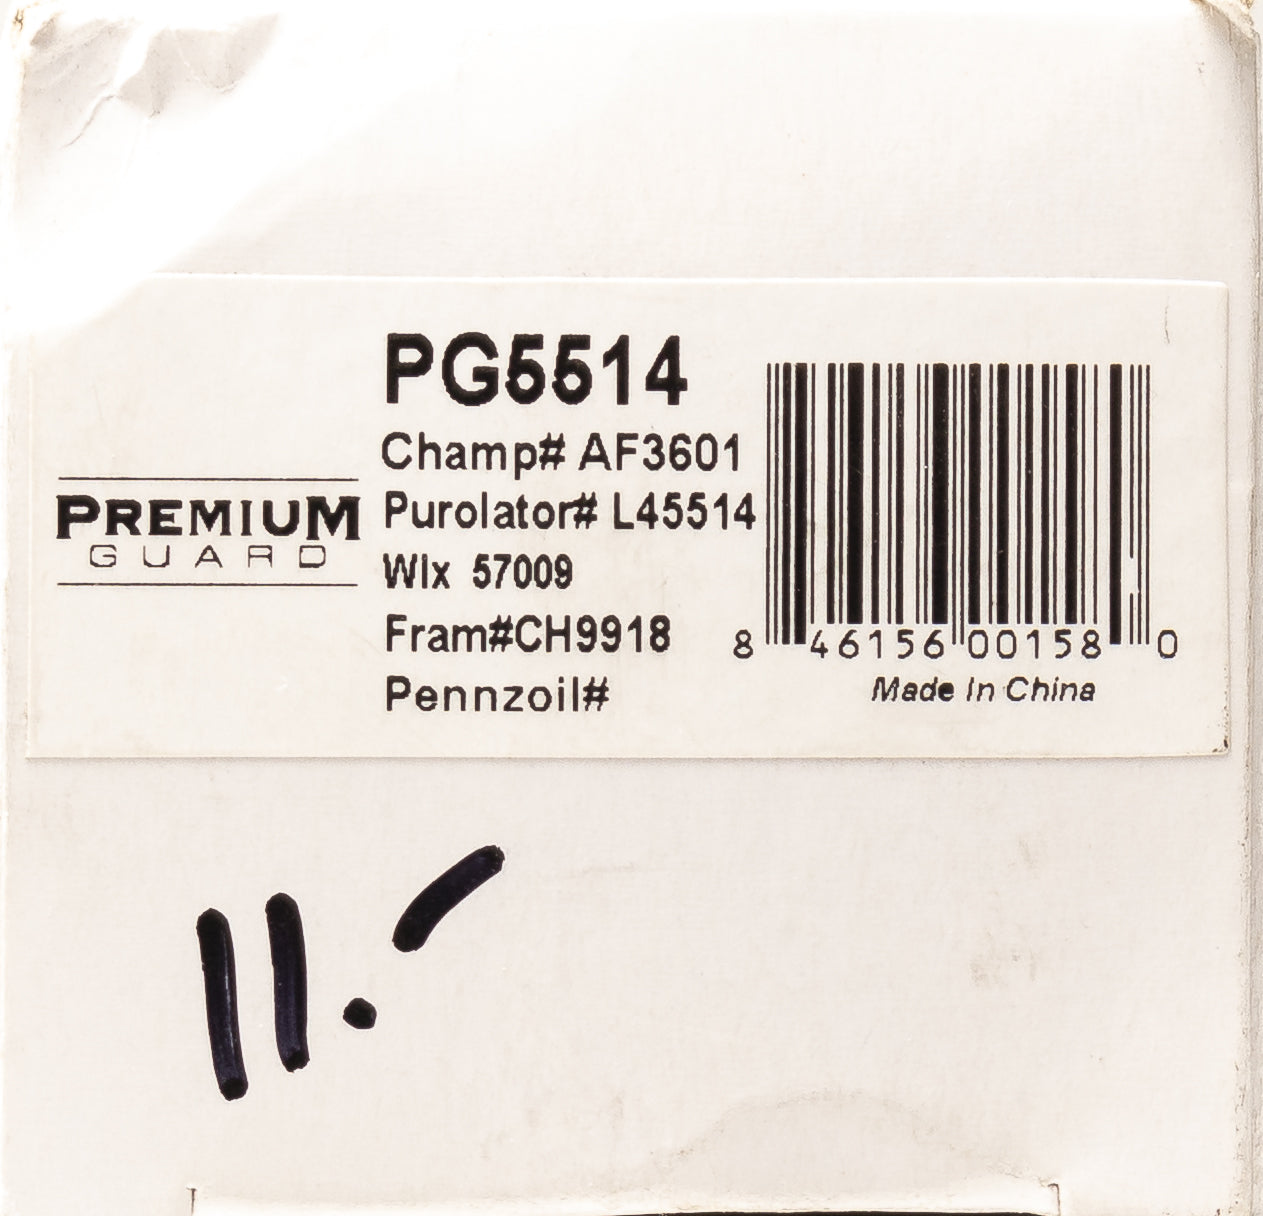 PG5514
Champ# AF3601
Purolator# L45514
Wix 57009
Fram#CH9918
Pennzoil#
PREMIUM
GUARD
8 46156 00158 0
Made In China
11.-